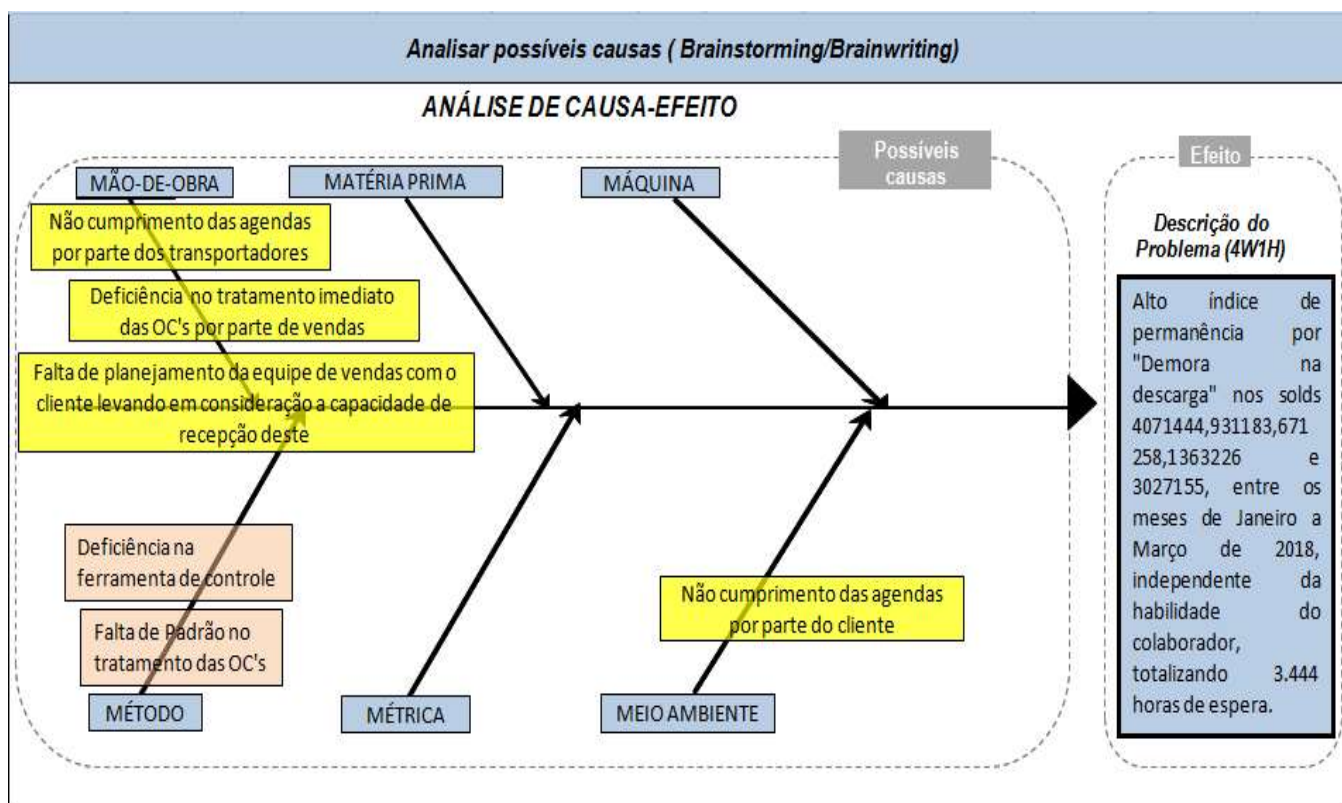 Analisar possíveis causas ( Brainstorming/Brainwriting)
ANÁLISE DE CAUSA-EFEITO
Possíveis
causas
Efeito
MÃO-DE-OBRA
MATÉRIA PRIMA
MÁQUINA
Não cumprimento das agendas
por parte dos transportadores
Deficiência no tratamento imediato
das OC's por parte de vendas
Falta de planejamento da equipe de vendas com o
cliente levando em consideração a capacidade de
recepção deste
Deficiência na
ferramenta de controle
Falta de Padrão no
tratamento das OC's
Não cumprimento das agendas
por parte do cliente
MÉTODO
MÉTRICA
MEIO AMBIENTE
Descrição do
Problema (4W1H)
Alto índice de
permanência por
"Demora na
descarga" nos solds
4071444,931183,671
258,1363226 e
3027155, entre os
meses de Janeiro a
Março de 2018,
independente da
habilidade do
colaborador,
totalizando 3.444
horas de espera.